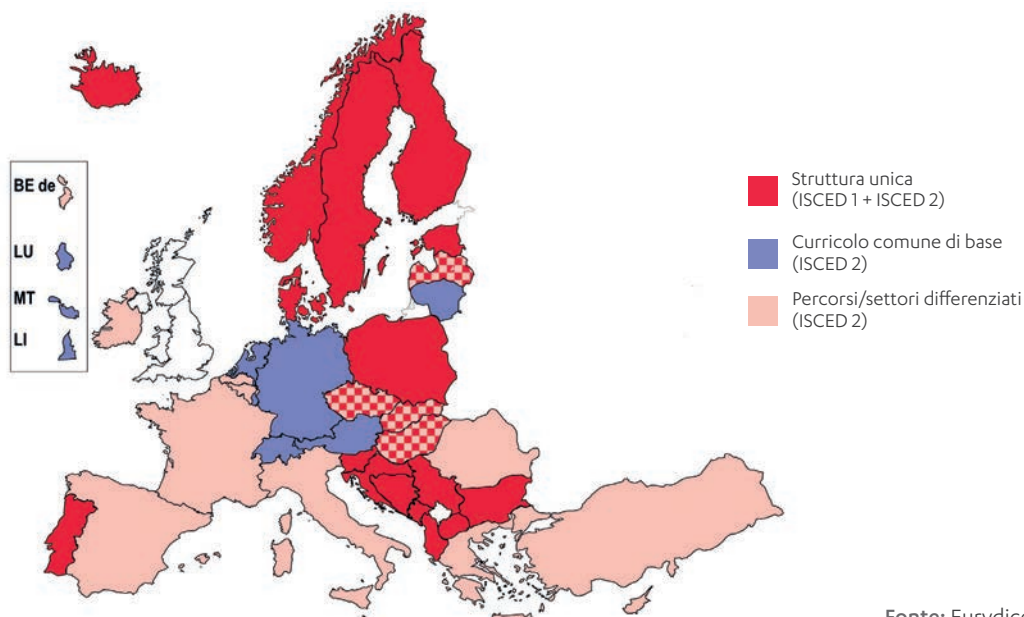 BE de
LU
MT
LI
Struttura unica
(ISCED 1 + ISCED 2)
Curricolo comune di base
(ISCED 2)
Percorsi/settori differenziati
(ISCED 2)
Fonte: Eurydice